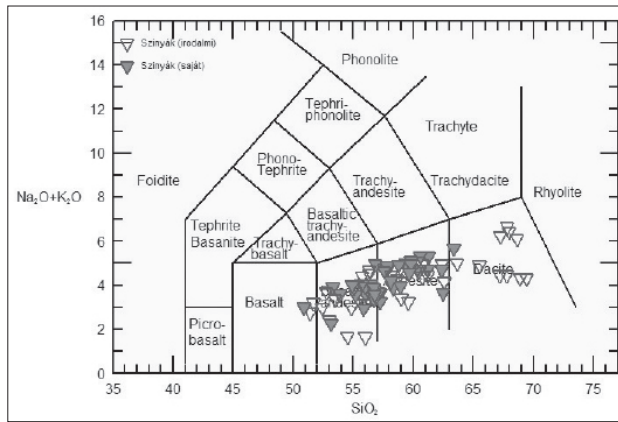 16
14
12
10
8
6
4
2
0
Na₂O+K₂O
Szinyák (irodalmi)
Szinyák (saját)
Phonolite
Tephri-
phonolite
Trachyte
Phono-
Tephrite
Foidite
Trachy-
andesite
Trachydacite
Rhyolite
Tephrite
Basanite
Basaltic
trachy-
andesite
Trachy-
basalt
Basalt
Dacite
Picro-
basalt
35
40
45
50
55
60
65
70
75
SiO₂